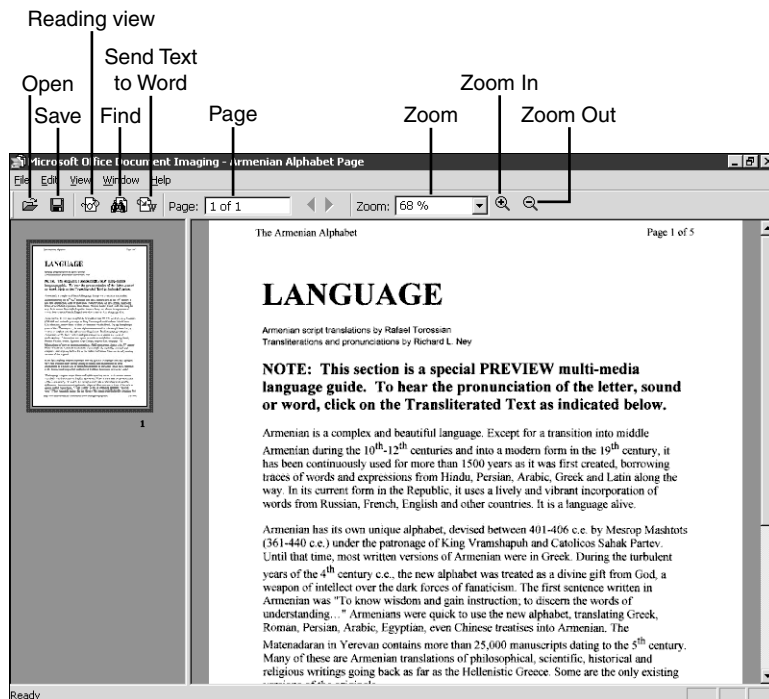 Reading view
Send Text
to Word
Open
Save
Find
Page
Zoom
Zoom In
Zoom Out
Microsoft Office Document Imaging - Armenian Alphabet Page
File Edit View Window Help
Page: 1 of 1 Zoom: 68 %
LANGUAGE
1
The Armenian Alphabet Page 1 of 5
LANGUAGE
Armenian script translations by Rafael Torossian
Transliterations and pronunciations by Richard L. Ney
NOTE: This section is a special PREVIEW multi-media
language guide. To hear the pronunciation of the letter, sound
or word, click on the Transliterated Text as indicated below.
Armenian is a complex and beautiful language. Except for a transition into middle
Armenian during the 10th-12th centuries and into a modern form in the 19th century, it
has been continuously used for more than 1500 years as it was first created, borrowing
traces of words and expressions from Hindu, Persian, Arabic, Greek and Latin along the
way. In its current form in the Republic, it uses a lively and vibrant incorporation of
words from Russian, French, English and other countries. It is a language alive.
Armenian has its own unique alphabet, devised between 401-406 c.e. by Mesrop Mashtots
(361-440 c.e.) under the patronage of King Vramshapuh and Catolicos Sahak Partev.
Until that time, most written versions of Armenian were in Greek. During the turbulent
years of the 4th century c.e., the new alphabet was treated as a divine gift from God, a
weapon of intellect over the dark forces of fanaticism. The first sentence written in
Armenian was "To know wisdom and gain instruction; to discern the words of
understanding..." Armenians were quick to use the new alphabet, translating Greek,
Roman, Persian, Arabic, Egyptian, even Chinese treatises into Armenian. The
Matenadaran in Yerevan contains more than 25,000 manuscripts dating to the 5th century.
Many of these are Armenian translations of philosophical, scientific, historical and
religious writings going back as far as the Hellenistic Greece. Some are the only existing
Ready